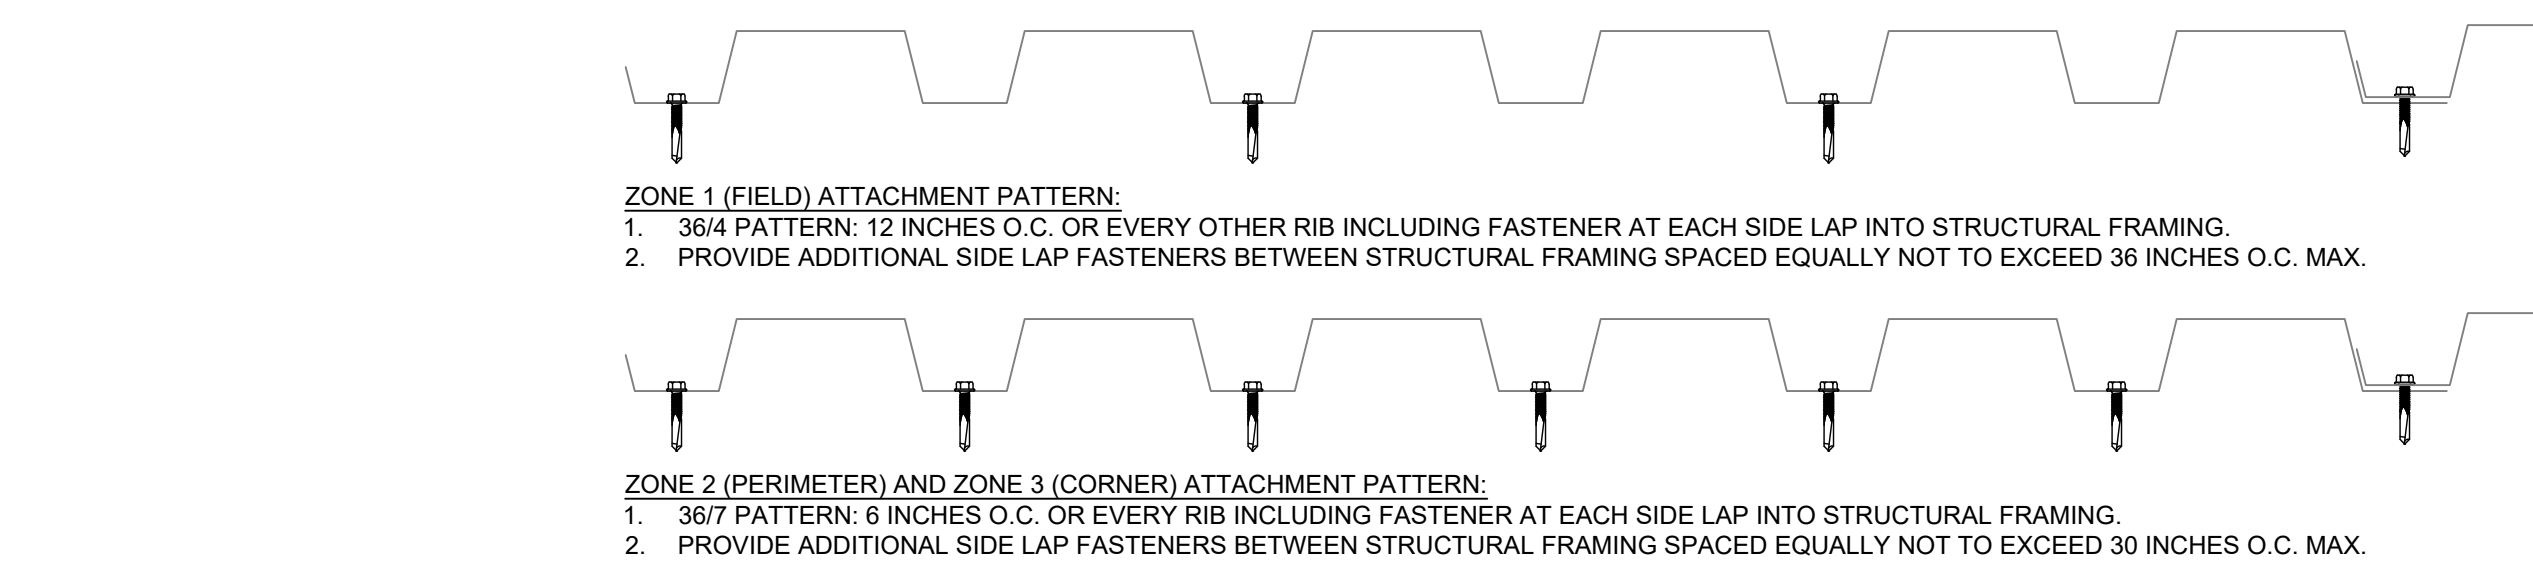 ZONE 1 (FIELD) ATTACHMENT PATTERN:
1. 36/4 PATTERN: 12 INCHES O.C. OR EVERY OTHER RIB INCLUDING FASTENER AT EACH SIDE LAP INTO STRUCTURAL FRAMING.
2. PROVIDE ADDITIONAL SIDE LAP FASTENERS BETWEEN STRUCTURAL FRAMING SPACED EQUALLY NOT TO EXCEED 36 INCHES O.C. MAX.
ZONE 2 (PERIMETER) AND ZONE 3 (CORNER) ATTACHMENT PATTERN:
1. 36/7 PATTERN: 6 INCHES O.C. OR EVERY RIB INCLUDING FASTENER AT EACH SIDE LAP INTO STRUCTURAL FRAMING.
2. PROVIDE ADDITIONAL SIDE LAP FASTENERS BETWEEN STRUCTURAL FRAMING SPACED EQUALLY NOT TO EXCEED 30 INCHES O.C. MAX.